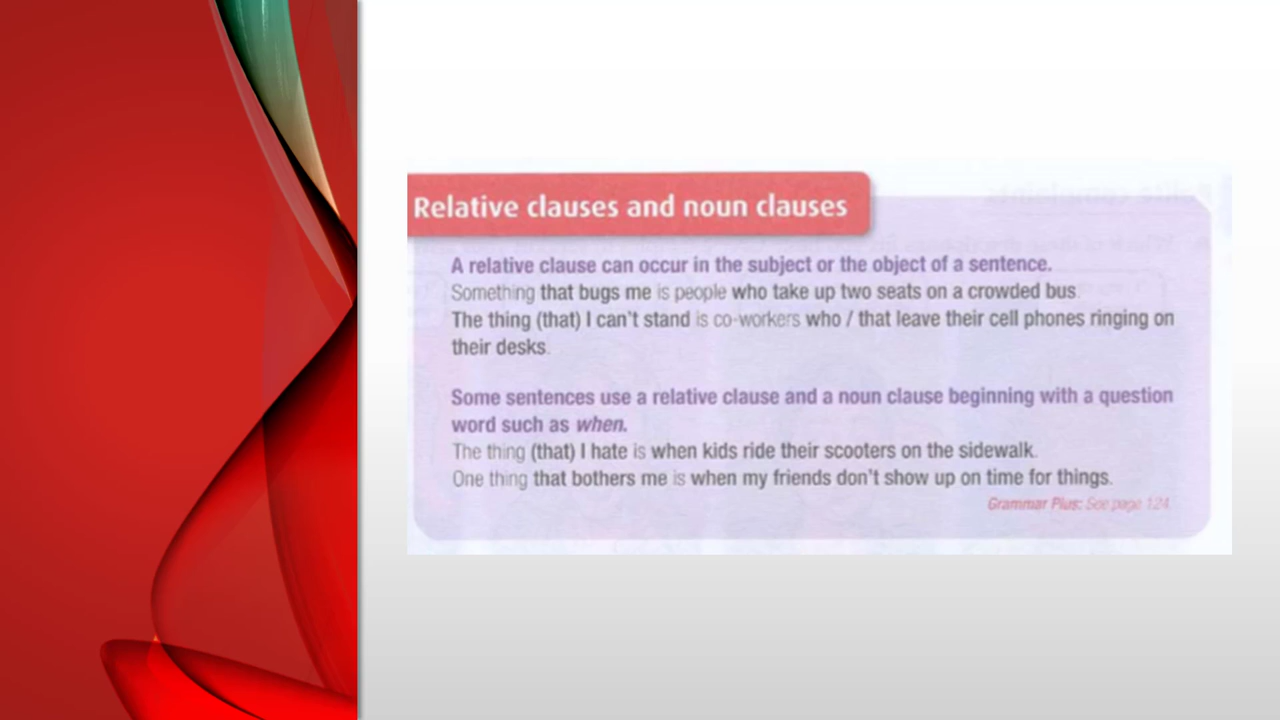 Relative clauses and noun clauses
A relative clause can occur in the subject or the object of a sentence.
Something that bugs me is people who take up two seats on a crowded bus.
The thing (that) I can't stand is co-workers who / that leave their cell phones ringing on
their desks.
Some sentences use a relative clause and a noun clause beginning with a question
word such as when.
The thing (that) I hate is when kids ride their scooters on the sidewalk.
One thing that bothers me is when my friends don't show up on time for things.
Grammar Plus: See page 124.